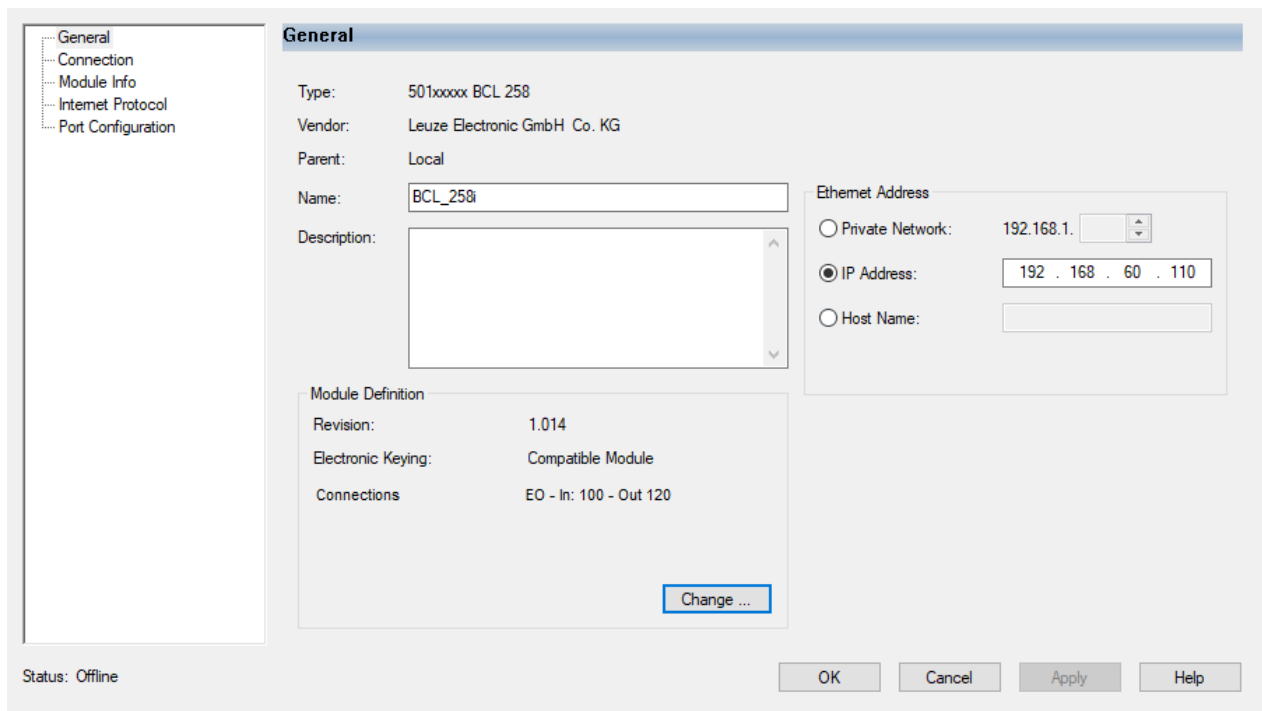 General
Connection
Module Info
Internet Protocol
Port Configuration
General
Type: 501xxxxx BCL 258
Vendor: Leuze Electronic GmbH Co. KG
Parent: Local
Name: BCL_258i
Description:
Ethernet Address
Private Network: 192.168.1.
IP Address: 192 . 168 . 60 . 110
Host Name:
Module Definition
Revision: 1.014
Electronic Keying: Compatible Module
Connections EO - In: 100 - Out 120
Change ...
Status: Offline
OK Cancel Apply Help